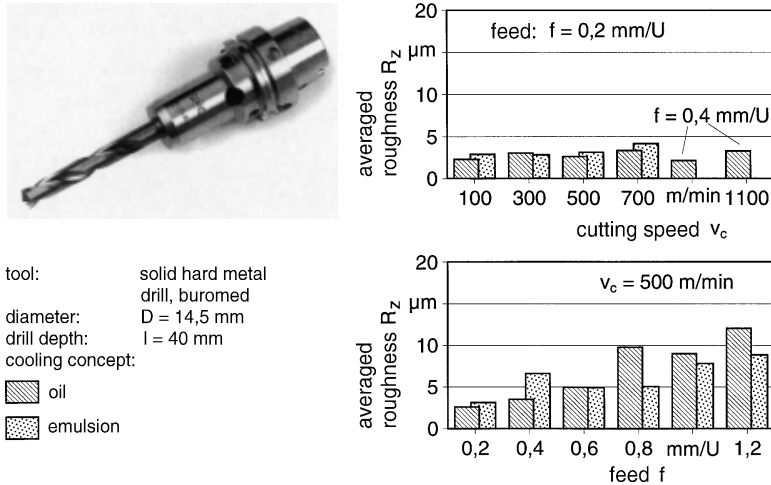 20
µm
10
5
0
averaged
roughness Rz
feed: f = 0,2 mm/U
f = 0,4 mm/U
100 300 500 700 m/min 1100
cutting speed vc
tool: solid hard metal
drill, buromed
diameter: D = 14,5 mm
drill depth: l = 40 mm
cooling concept:
oil
emulsion
20
µm
10
5
0
averaged
roughness Rz
vc = 500 m/min
0,2 0,4 0,6 0,8 mm/U 1,2
feed f